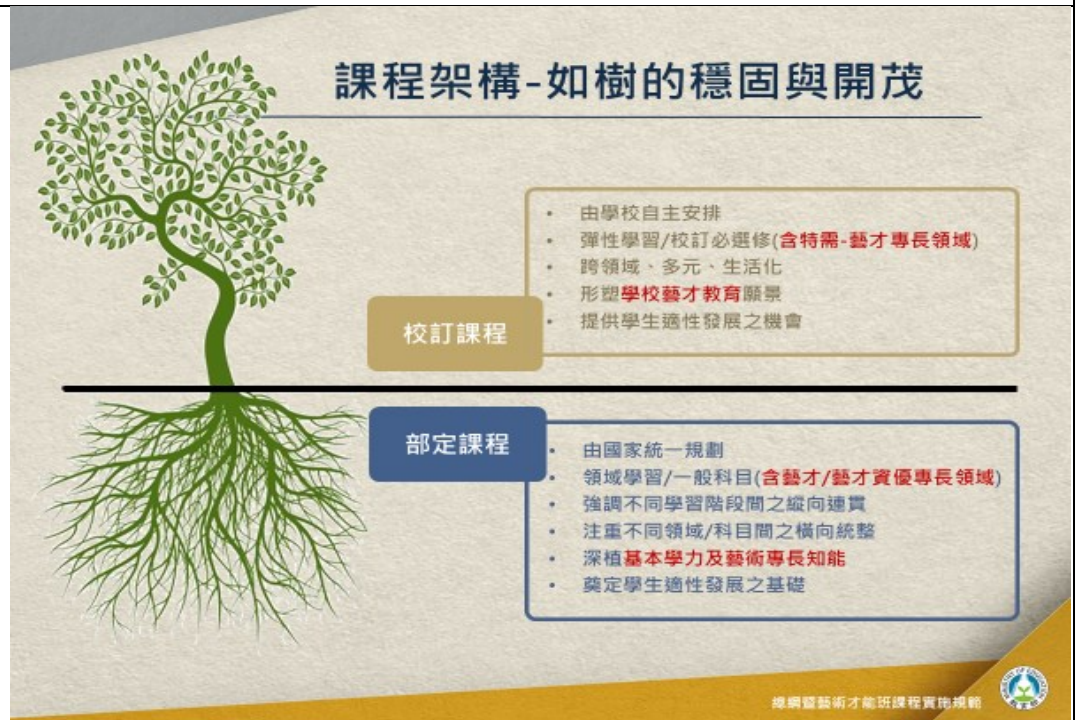 課程架構-如樹的穩固與開茂
• 由學校自主安排
• 彈性學習/校訂必選修(含特需-藝才專長領域)
• 跨領域、多元、生活化
• 形塑學校藝才教育願景
• 提供學生適性發展之機會
校訂課程
部定課程
• 由國家統一規劃
• 領域學習/一般科目(含藝才/藝才資優專長領域)
• 強調不同學習階段間之縱向連貫
• 注重不同領域/科目間之橫向統整
• 深植基本學力及藝術專長知能
• 奠定學生適性發展之基礎
總綱暨藝術才能班課程實施規範
MINISTRY OF EDUCATION
教育部